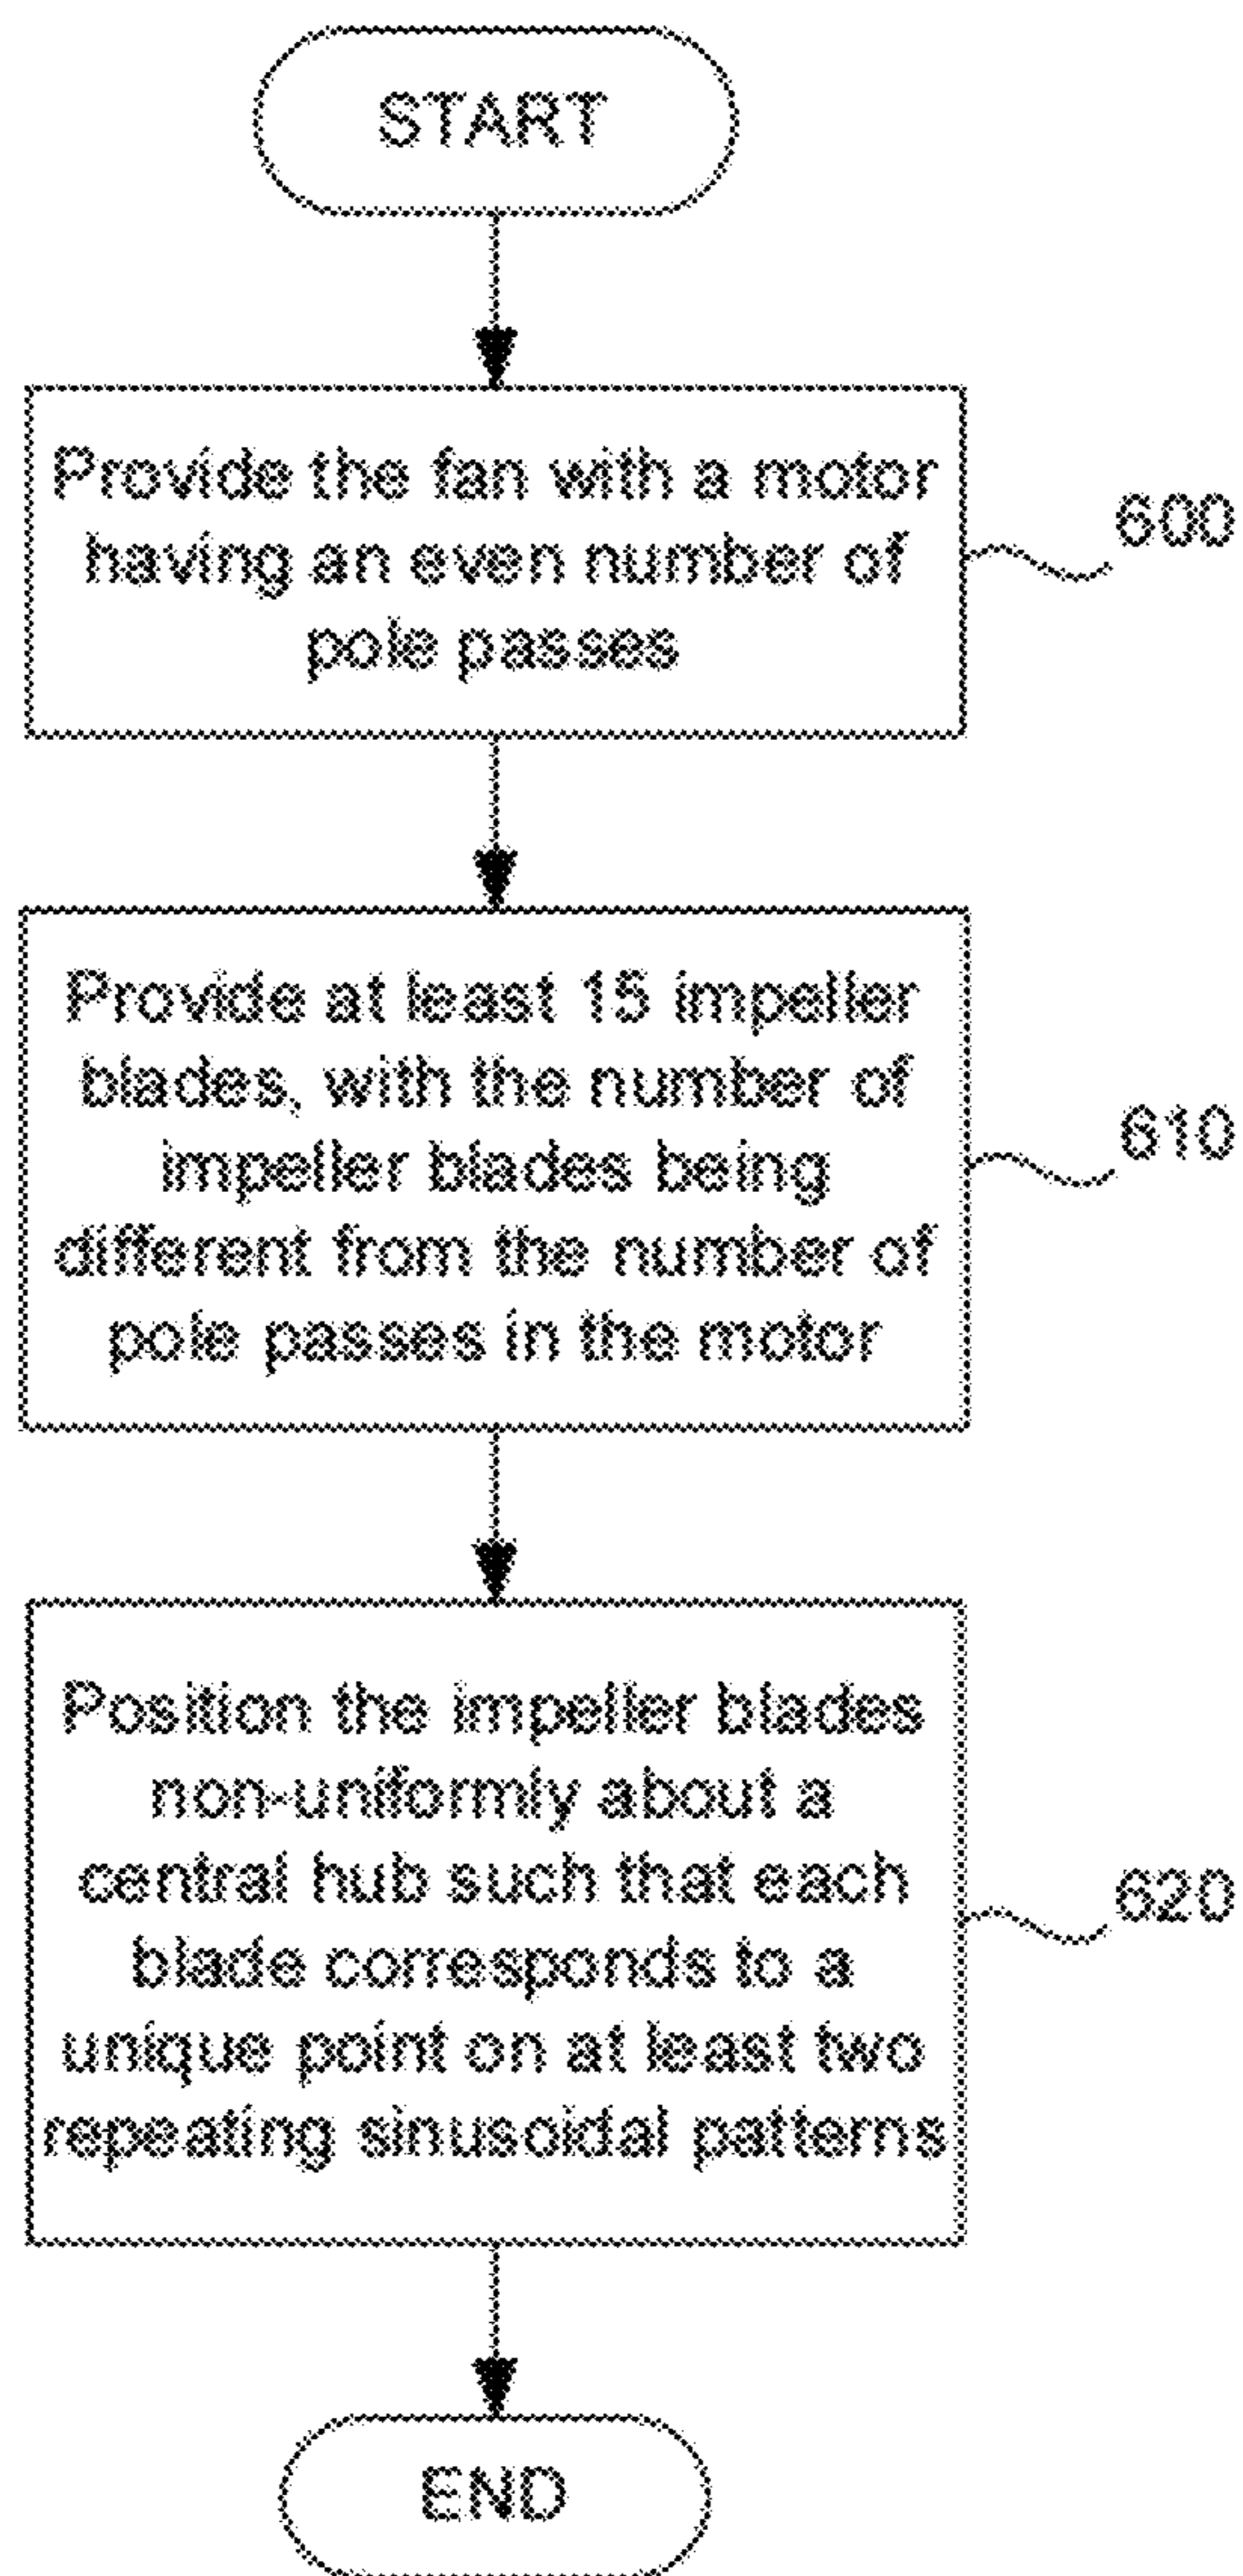 START
Provide the fan with a motor
having an even number of
pole passes
600
Provide at least 15 impeller
blades, with the number of
impeller blades being
different from the number of
pole passes in the motor
610
Position the impeller blades
non-uniformly about a
central hub such that each
blade corresponds to a
unique point on at least two
repeating sinusoidal patterns
620
END